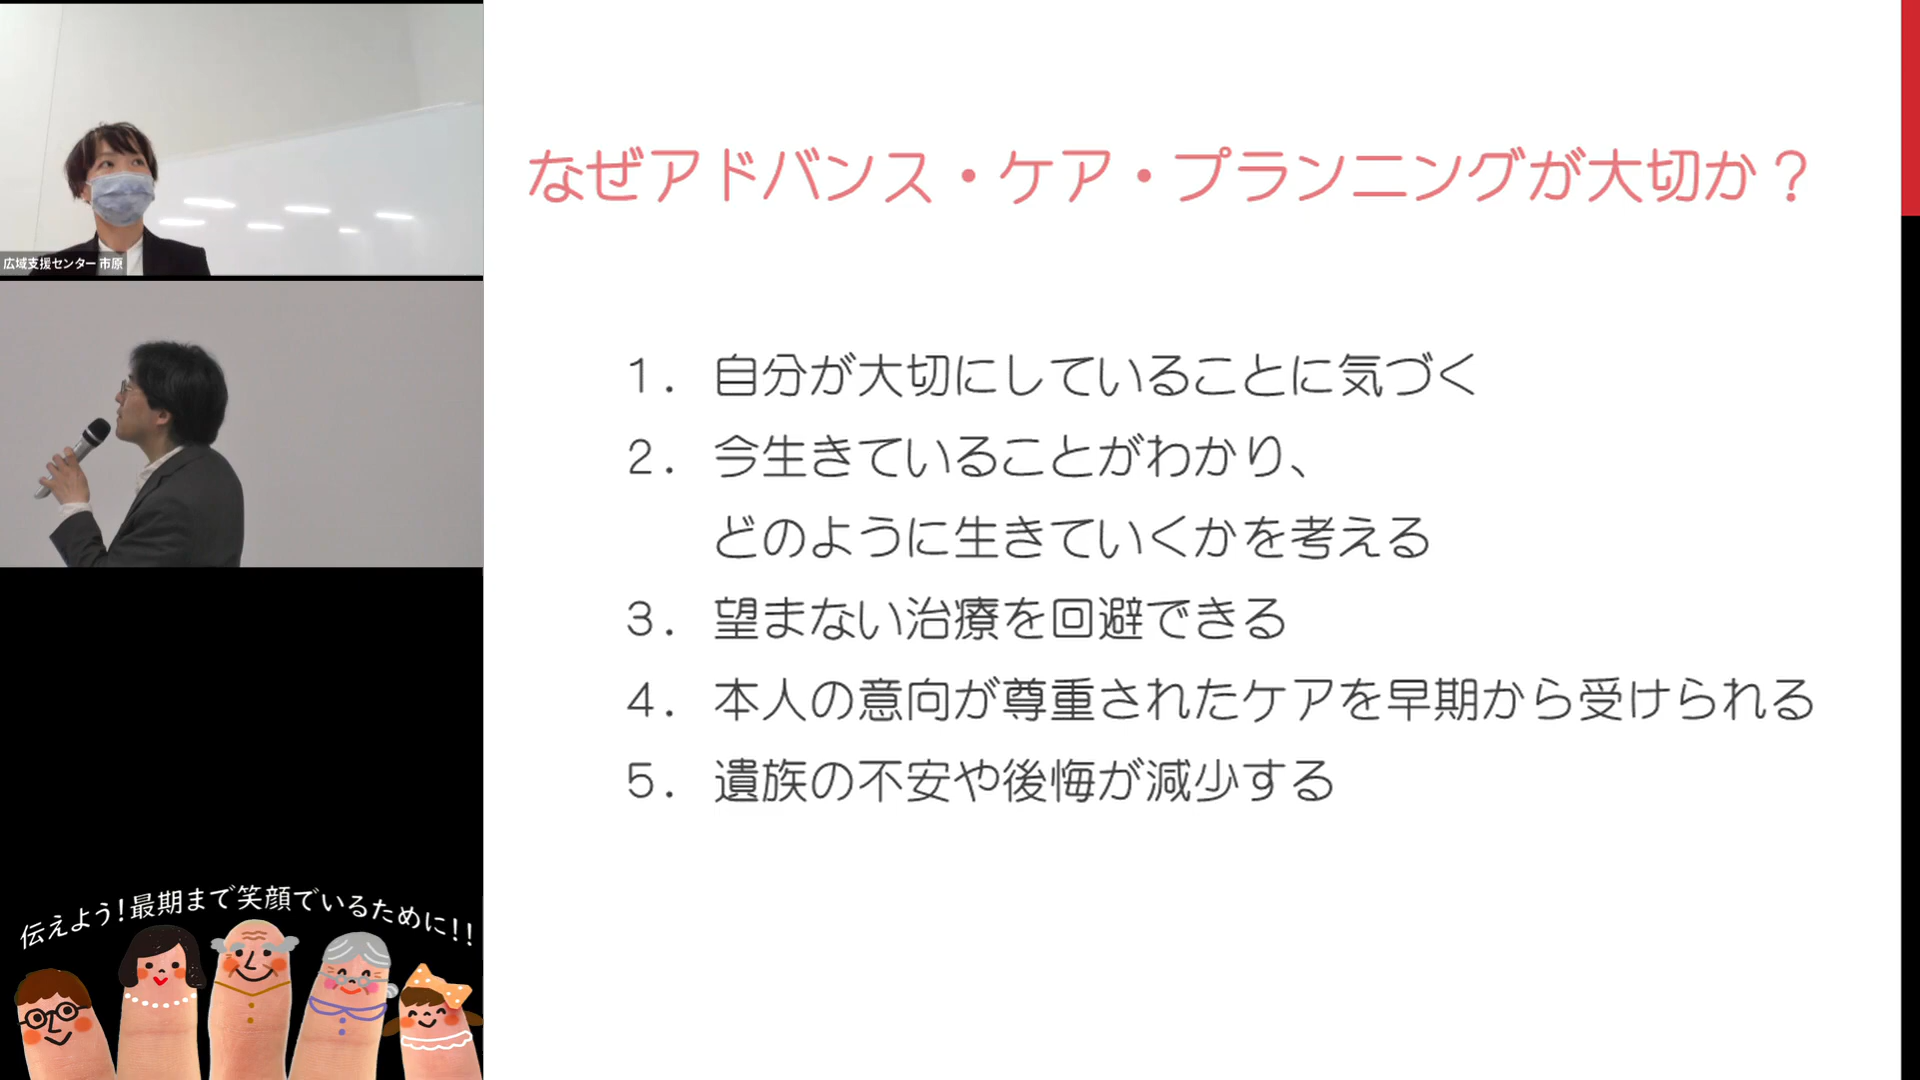 なぜアドバンス・ケア・プランニングが大切か？
１．自分が大切にしていることに気づく
２．今生きていることがわかり、
どのように生きていくかを考える
３．望まない治療を回避できる
４．本人の意向が尊重されたケアを早期から受けられる
５．遺族の不安や後悔が減少する
広域支援センター 市原
伝えよう！最期まで笑顔でいるために！！